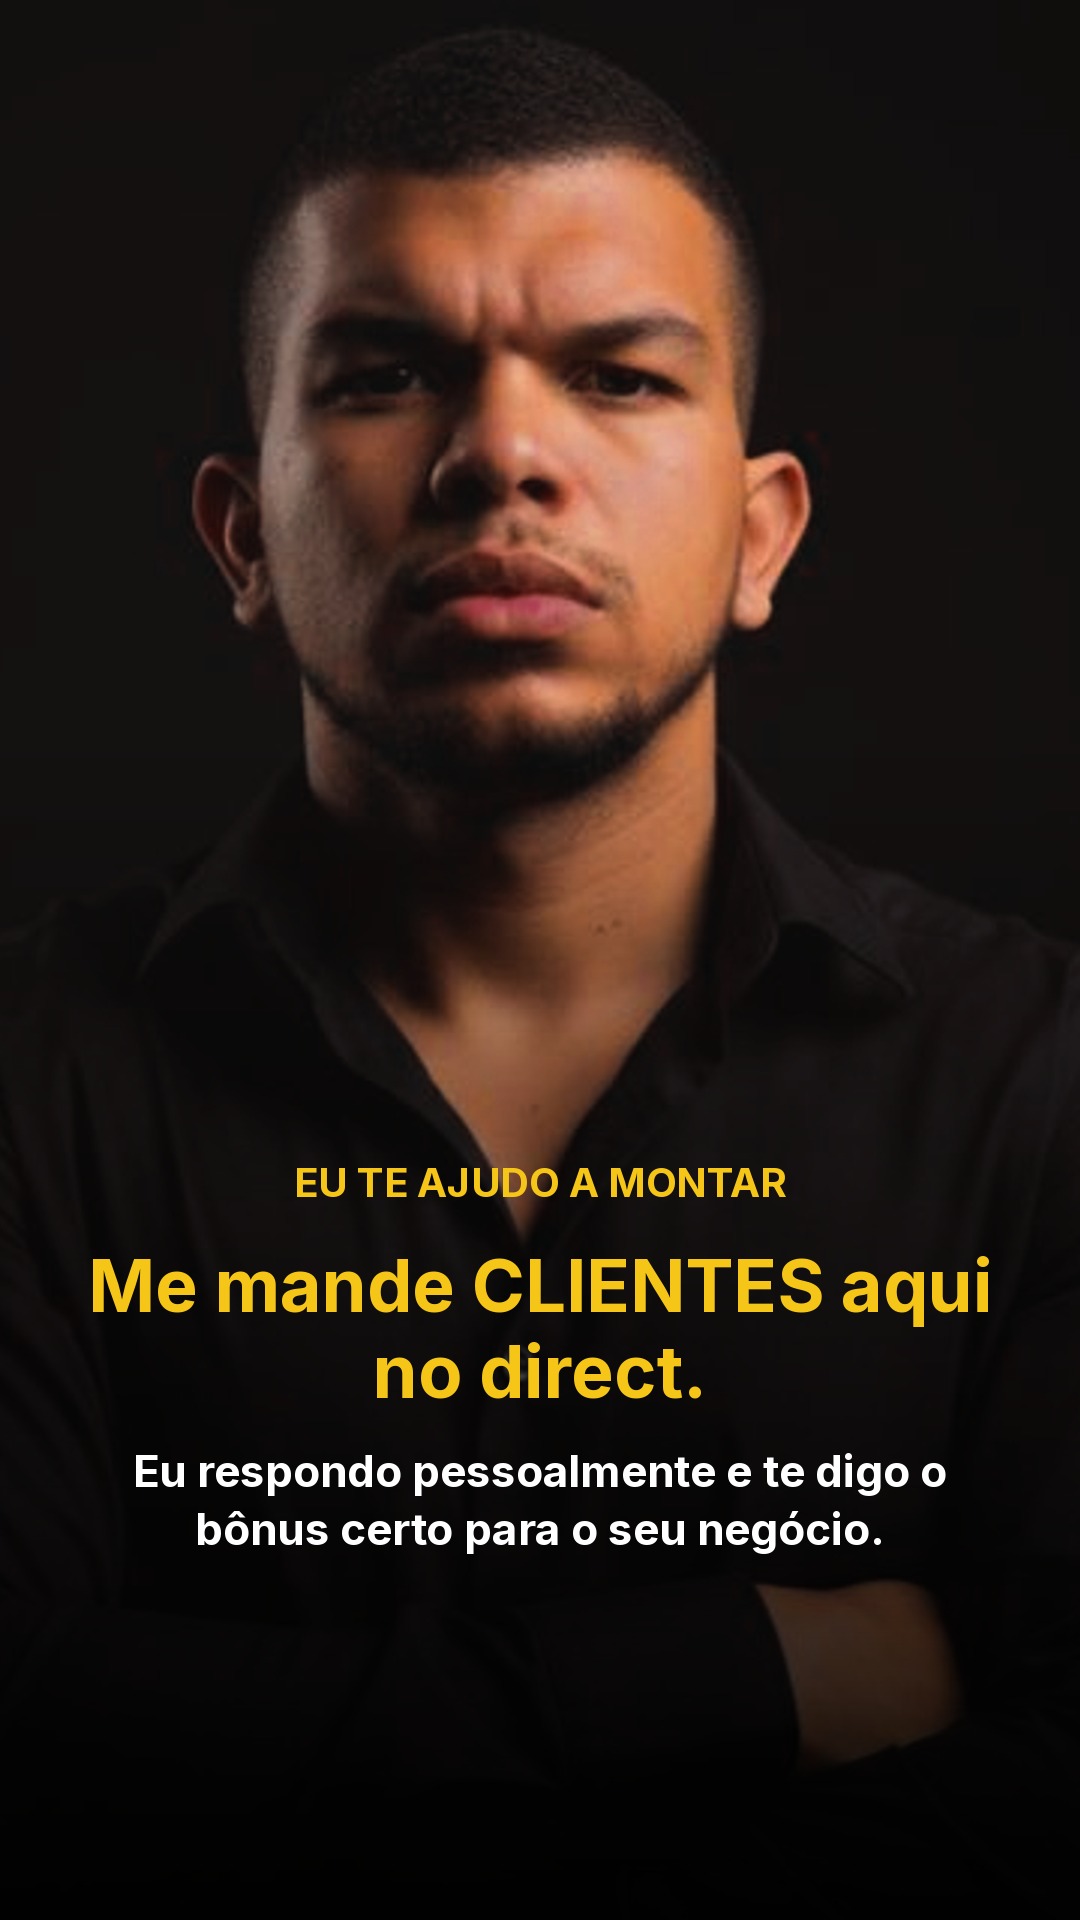 EU TE AJUDO A MONTAR
Me mande CLIENTES aqui
no direct.
Eu respondo pessoalmente e te digo o
bônus certo para o seu negócio.